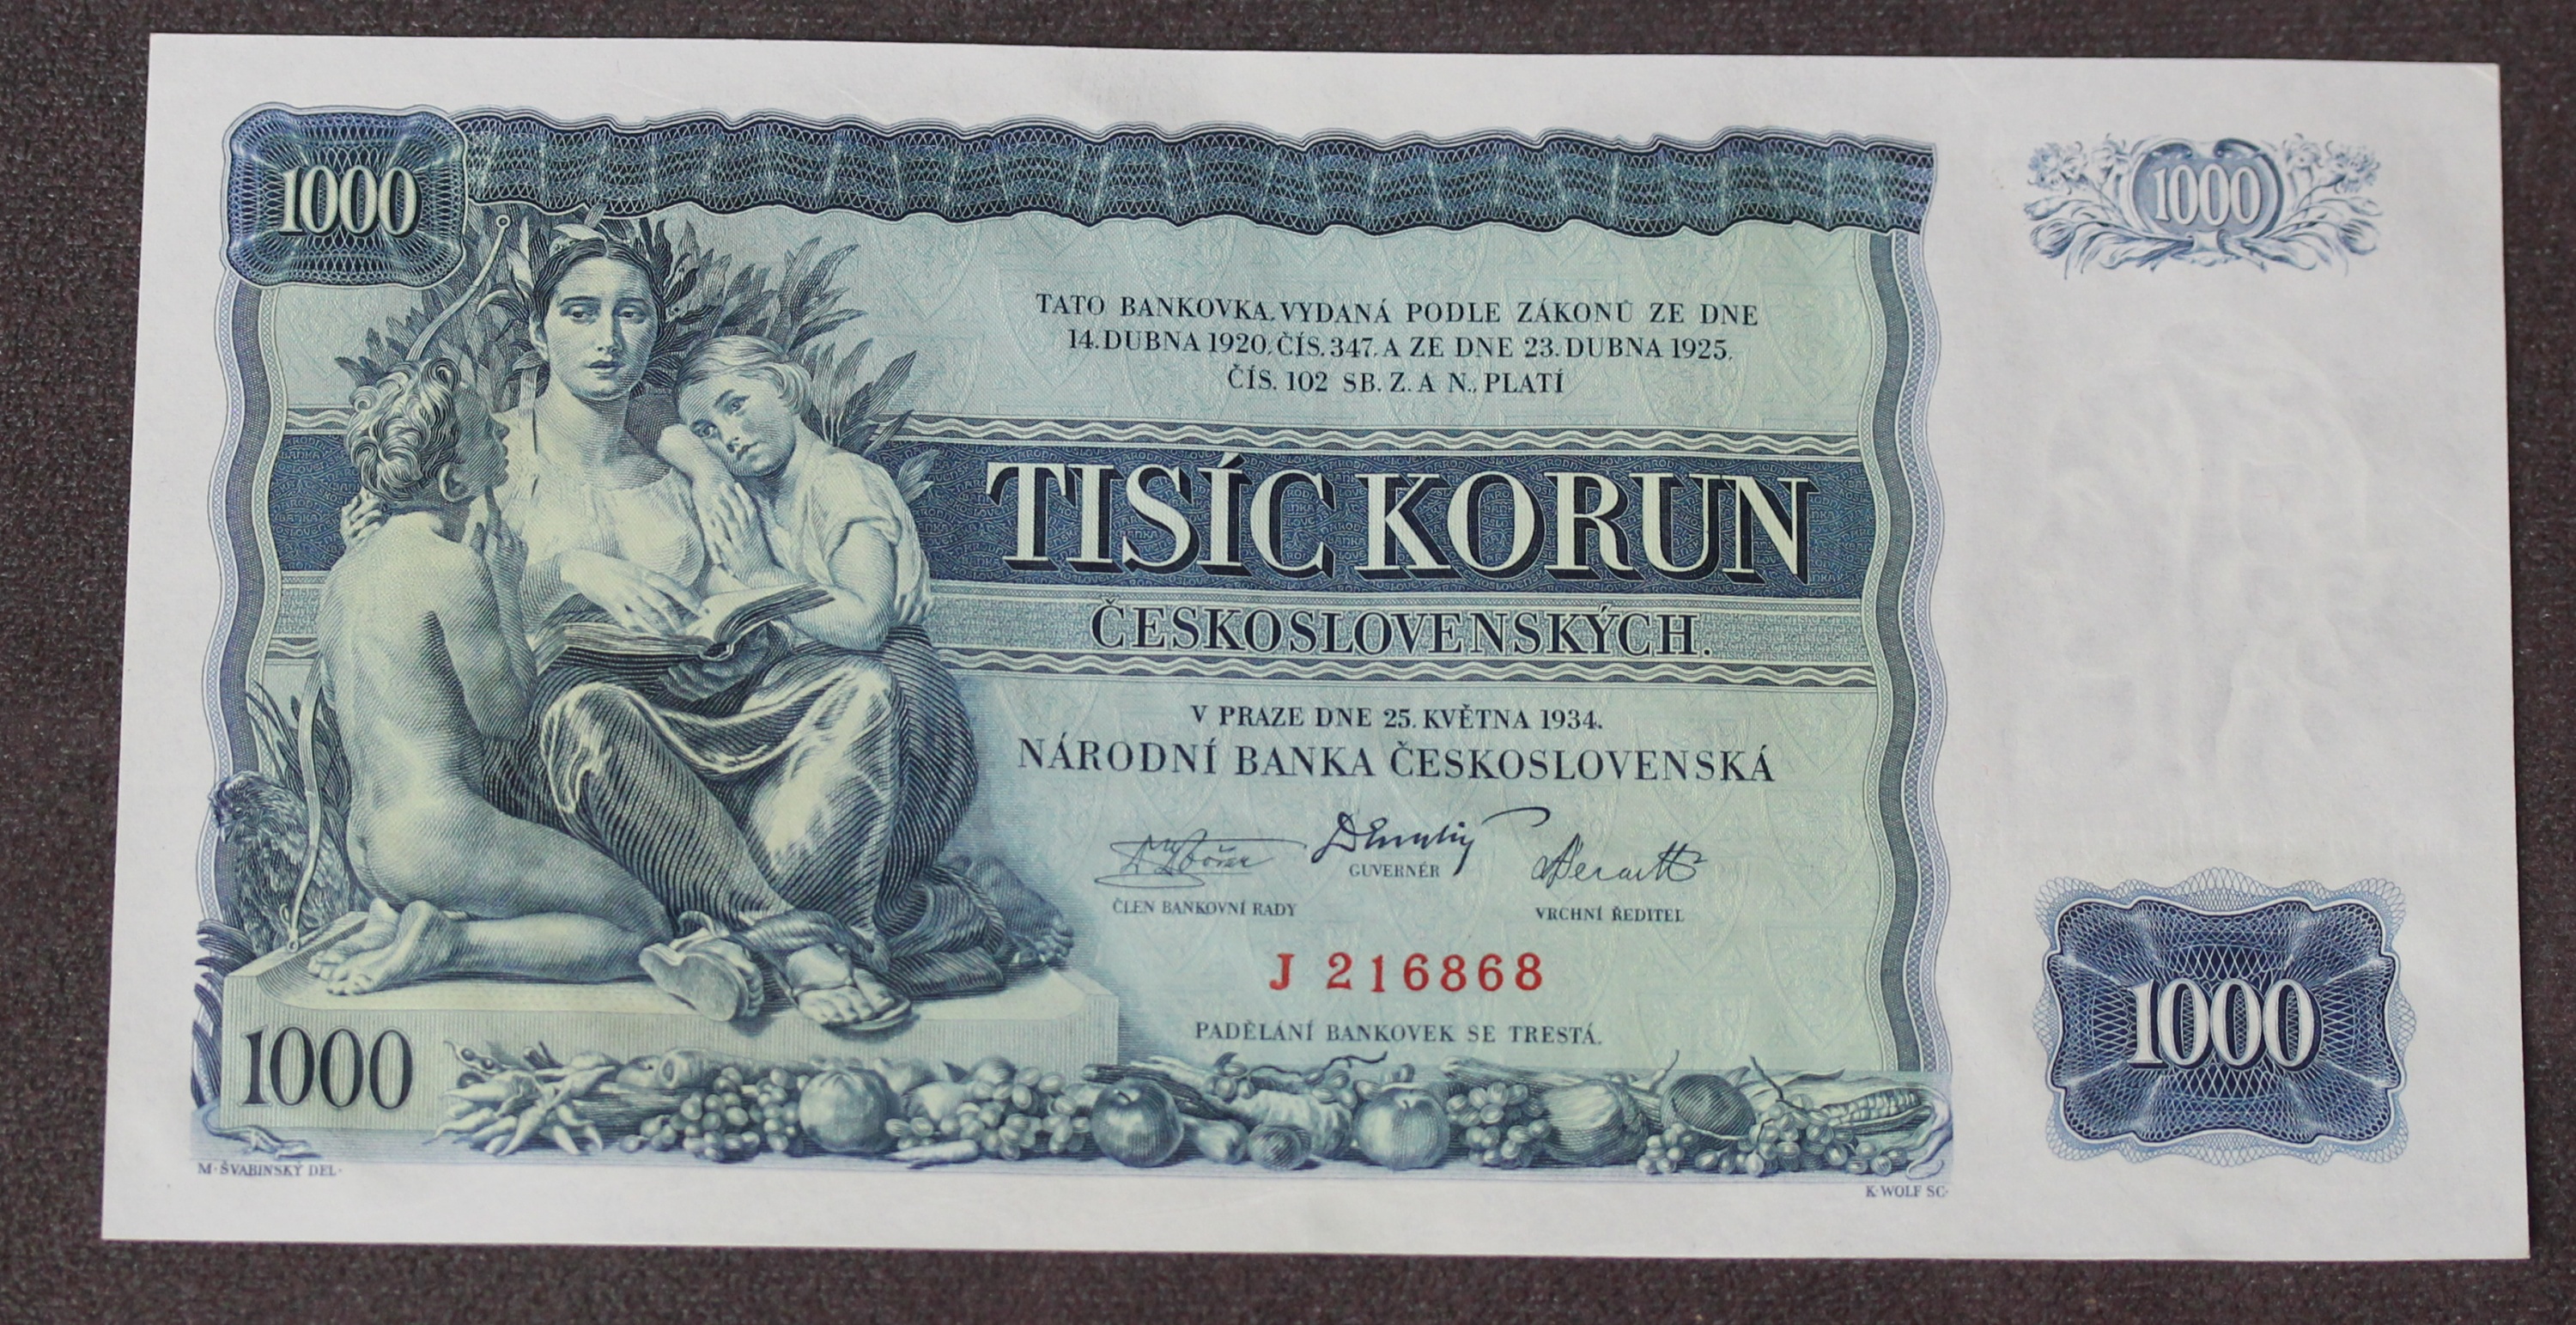 1000
1000
TATO BANKOVKA, VYDANÁ PODLE ZÁKONŮ ZE DNE
14. DUBNA 1920, ČÍS. 347, A ZE DNE 23. DUBNA 1925,
ČÍS. 102 SB. Z. A N., PLATÍ
TISÍC KORUN
ČESKOSLOVENSKÝCH.
V PRAZE DNE 25. KVĚTNA 1934.
NÁRODNÍ BANKA ČESKOSLOVENSKÁ
GUVERNÉR
ČLEN BANKOVNÍ RADY
VRCHNÍ ŘEDITEL
J 216868
PADĚLÁNÍ BANKOVEK SE TRESTÁ.
1000
1000
M·ŠVABINSKÝ DEL·
K·WOLF SC·